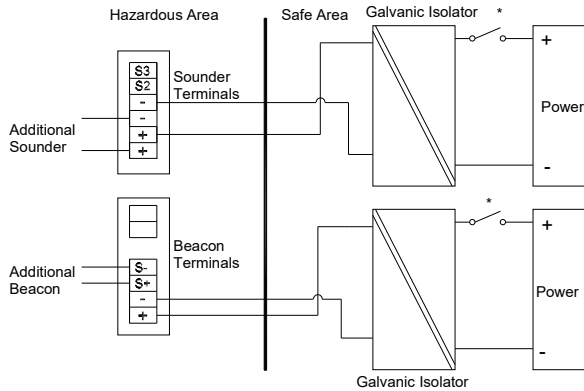 Hazardous Area
Safe Area
Galvanic Isolator
*
S3
S2
-
-
+
+
Sounder
Terminals
Additional
Sounder
+
-
Power
S-
S+
-
+
Beacon
Terminals
Additional
Beacon
*
+
-
Power
Galvanic Isolator